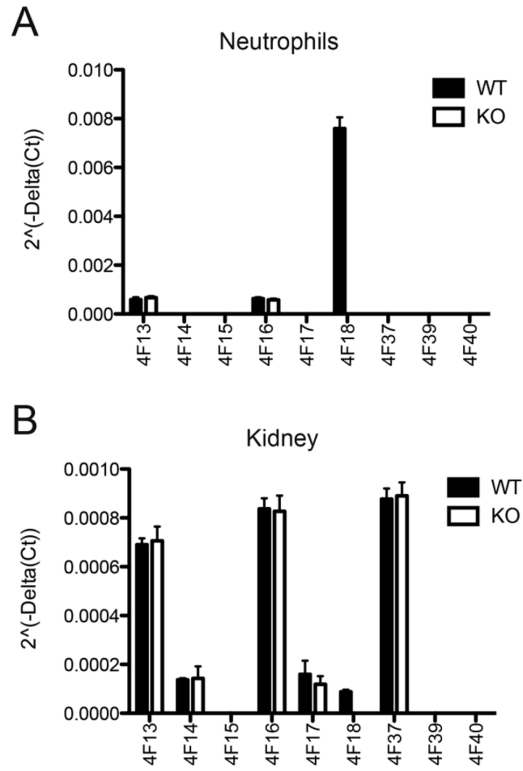 A
Neutrophils
2^(-Delta(Ct))
0.010
0.008
0.006
0.004
0.002
0.000
WT
KO
4F13
4F14
4F15
4F16
4F17
4F18
4F37
4F39
4F40
B
Kidney
2^(-Delta(Ct))
0.0010
0.0008
0.0006
0.0004
0.0002
0.0000
WT
KO
4F13
4F14
4F15
4F16
4F17
4F18
4F37
4F39
4F40